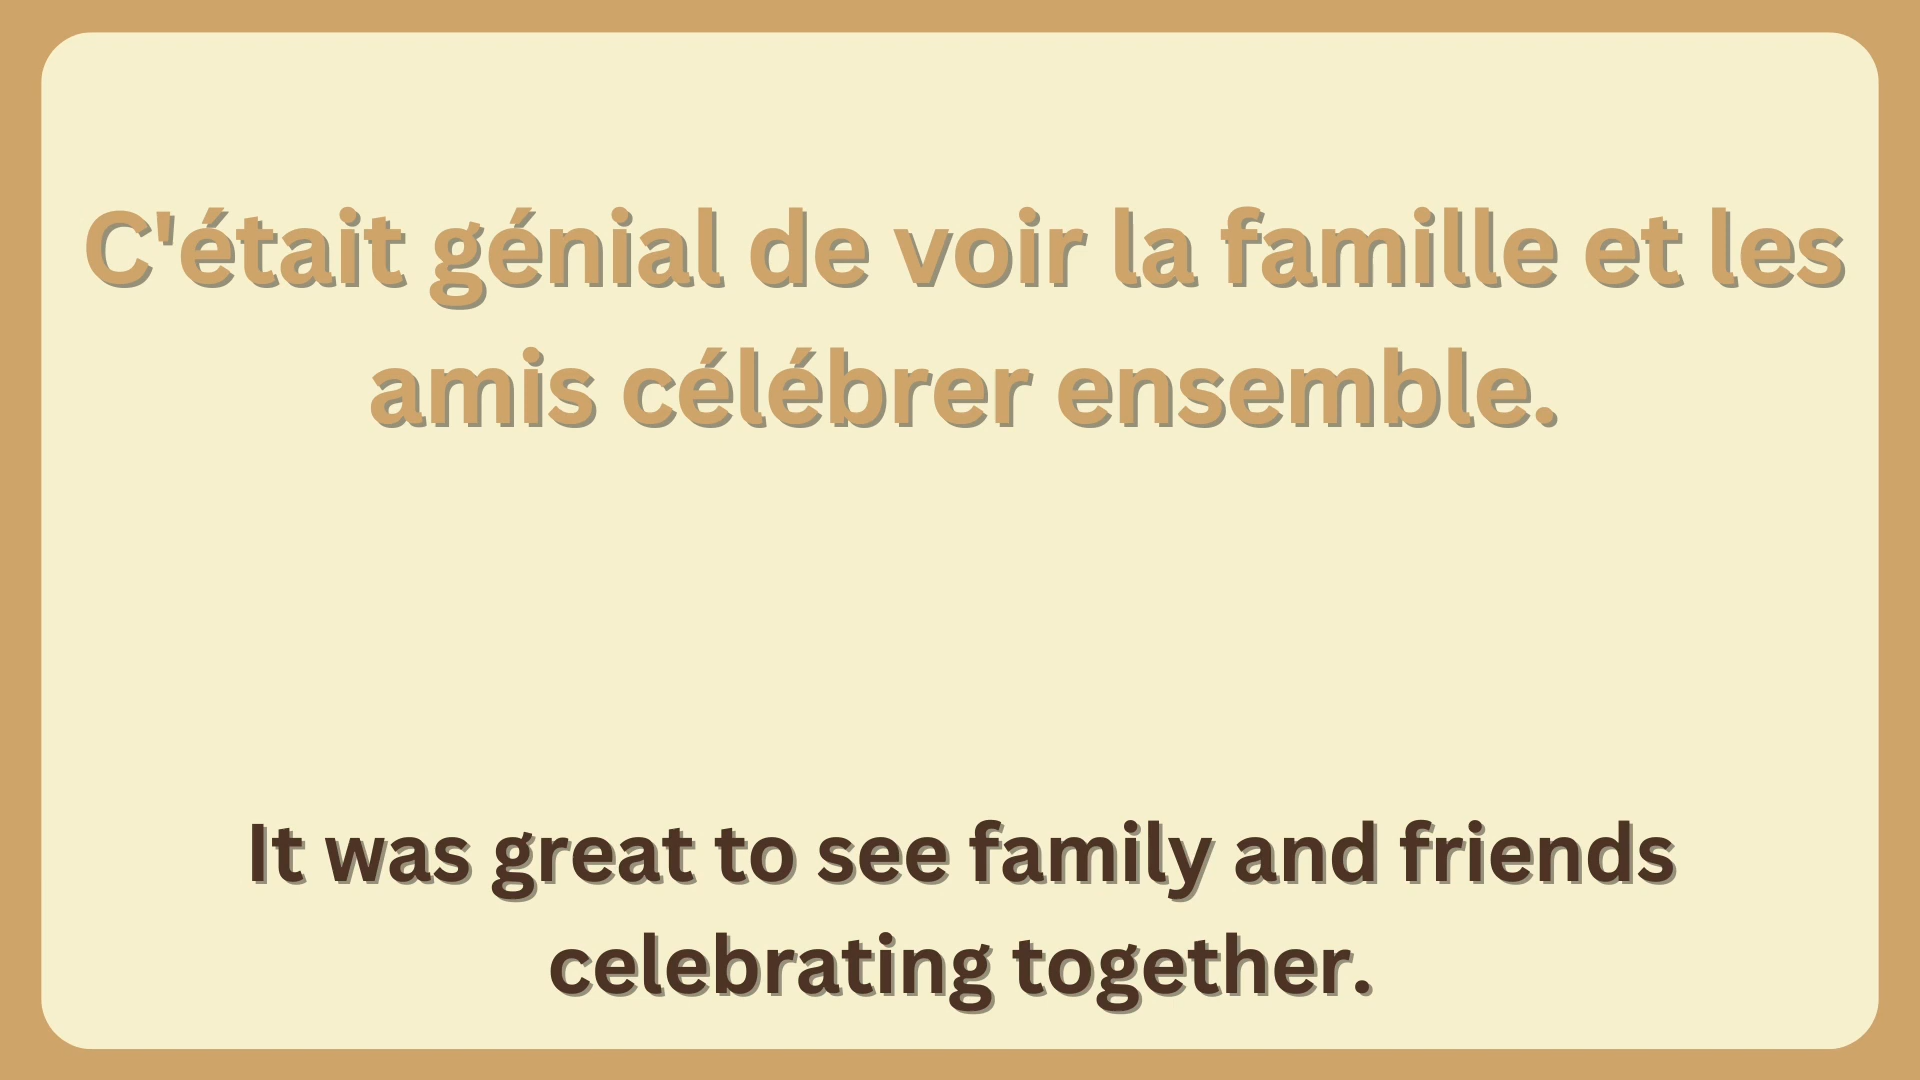 C'était génial de voir la famille et les
amis célébrer ensemble.
It was great to see family and friends
celebrating together.